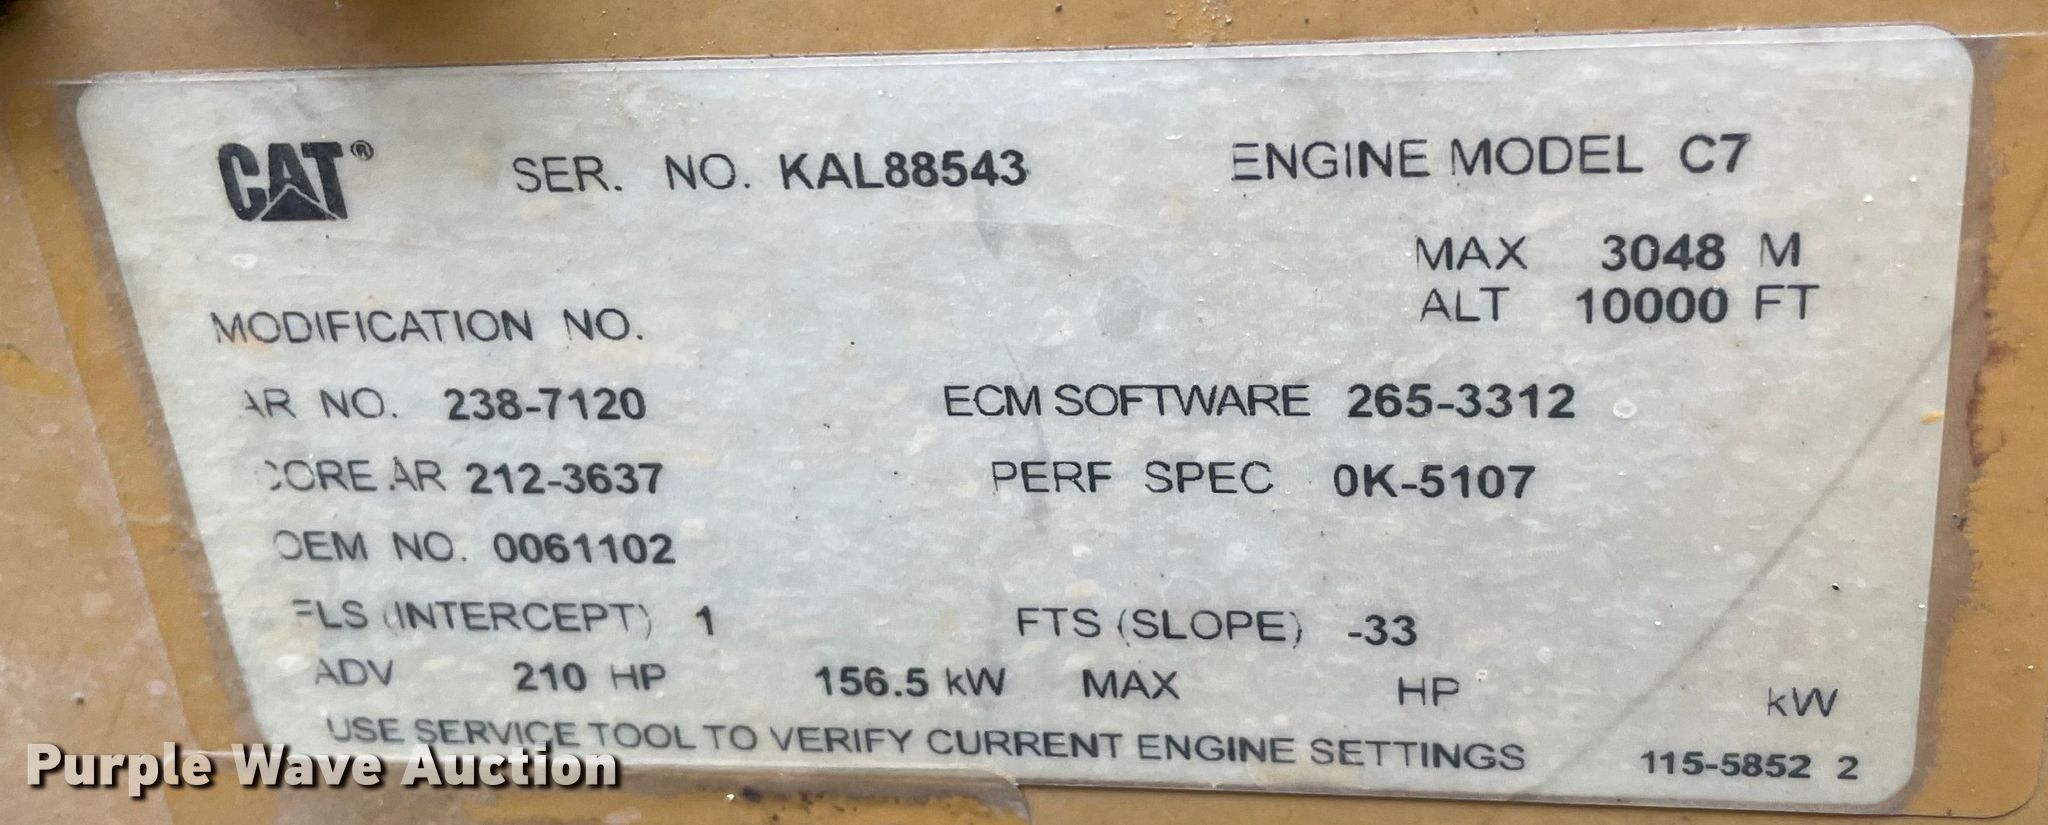 CAT® SER. NO. KAL88543 ENGINE MODEL C7
MAX 3048 M
ALT 10000 FT
MODIFICATION NO.
AR NO. 238-7120 ECM SOFTWARE 265-3312
CORE AR 212-3637 PERF SPEC 0K-5107
OEM NO. 0061102
FLS (INTERCEPT) 1 FTS (SLOPE) -33
ADV 210 HP 156.5 kW MAX HP kW
USE SERVICE TOOL TO VERIFY CURRENT ENGINE SETTINGS 115-5852 2
Purple Wave Auction